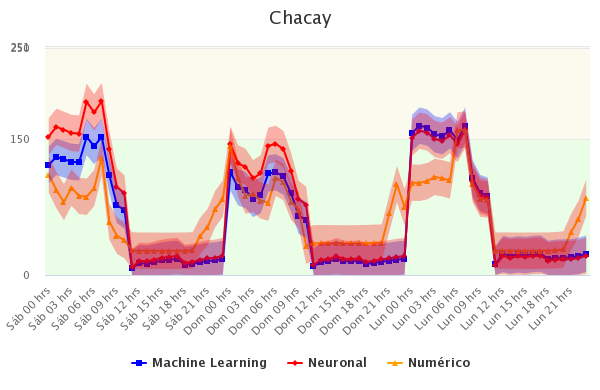 Chacay
250
150
0
Sáb 00 hrs
Sáb 03 hrs
Sáb 06 hrs
Sáb 09 hrs
Sáb 12 hrs
Sáb 15 hrs
Sáb 18 hrs
Sáb 21 hrs
Dom 00 hrs
Dom 03 hrs
Dom 06 hrs
Dom 09 hrs
Dom 12 hrs
Dom 15 hrs
Dom 18 hrs
Dom 21 hrs
Lun 00 hrs
Lun 03 hrs
Lun 06 hrs
Lun 09 hrs
Lun 12 hrs
Lun 15 hrs
Lun 18 hrs
Lun 21 hrs
Machine Learning Neuronal Numérico